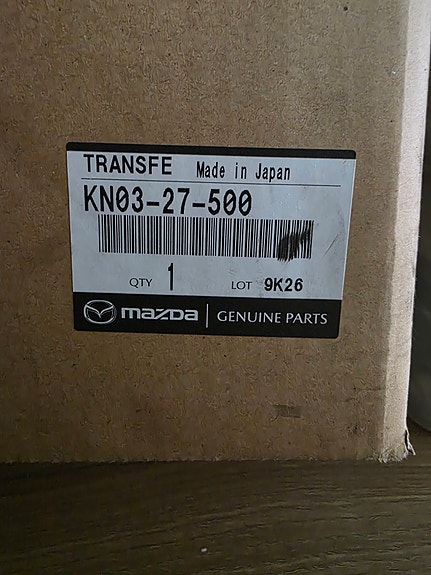 TRANSFE Made in Japan
KN03-27-500
QTY 1 LOT 9K26
mazda GENUINE PARTS